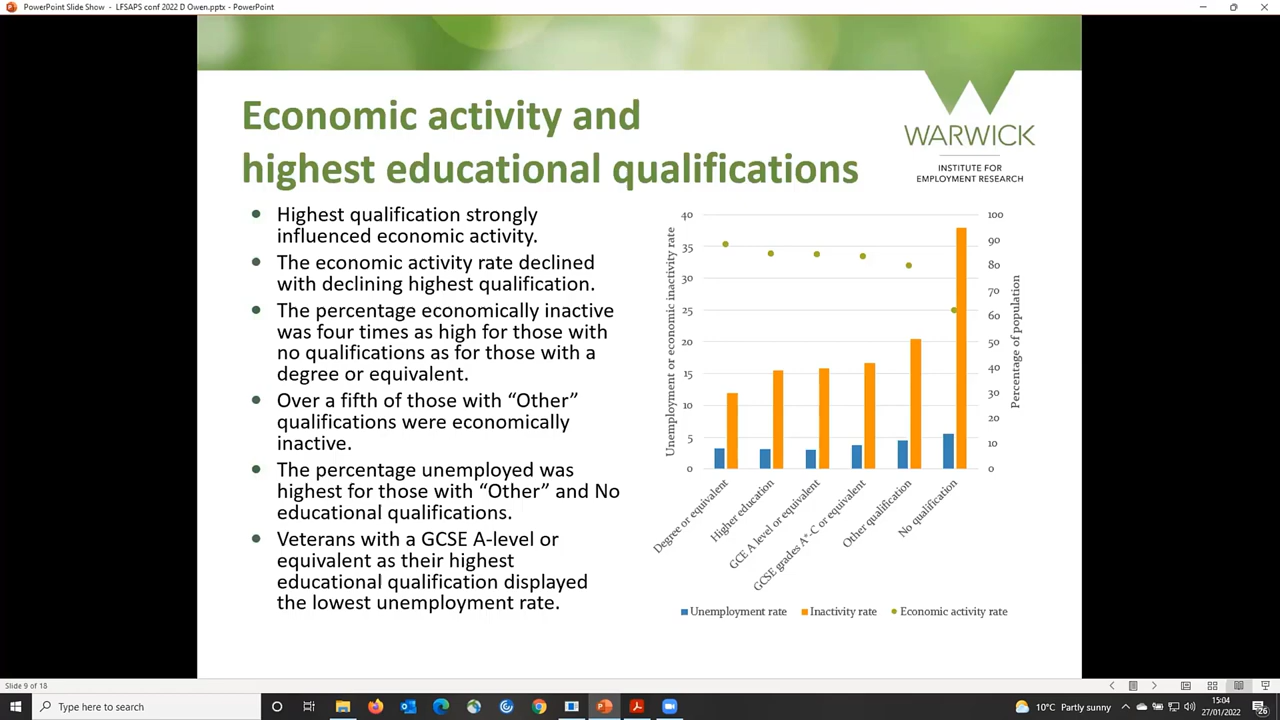 PowerPoint Slide Show - LFSAPS conf 2022 D Owen.pptx - PowerPoint
Economic activity and
highest educational qualifications
WARWICK
INSTITUTE FOR
EMPLOYMENT RESEARCH
Highest qualification strongly
influenced economic activity.
The economic activity rate declined
with declining highest qualification.
The percentage economically inactive
was four times as high for those with
no qualifications as for those with a
degree or equivalent.
Over a fifth of those with “Other”
qualifications were economically
inactive.
The percentage unemployed was
highest for those with “Other” and No
educational qualifications.
Veterans with a GCSE A-level or
equivalent as their highest
educational qualification displayed
the lowest unemployment rate.
Unemployment or economic inactivity rate
40
35
30
25
20
15
10
5
0
100
90
80
70
60
50
40
30
20
10
0
Percentage of population
Degree or equivalent
Higher education
GCE A level or equivalent
GCSE grades A*-C or equivalent
Other qualification
No qualification
Unemployment rate
Inactivity rate
Economic activity rate
Slide 9 of 18
Type here to search
10°C Partly sunny
15:04
27/01/2022
26